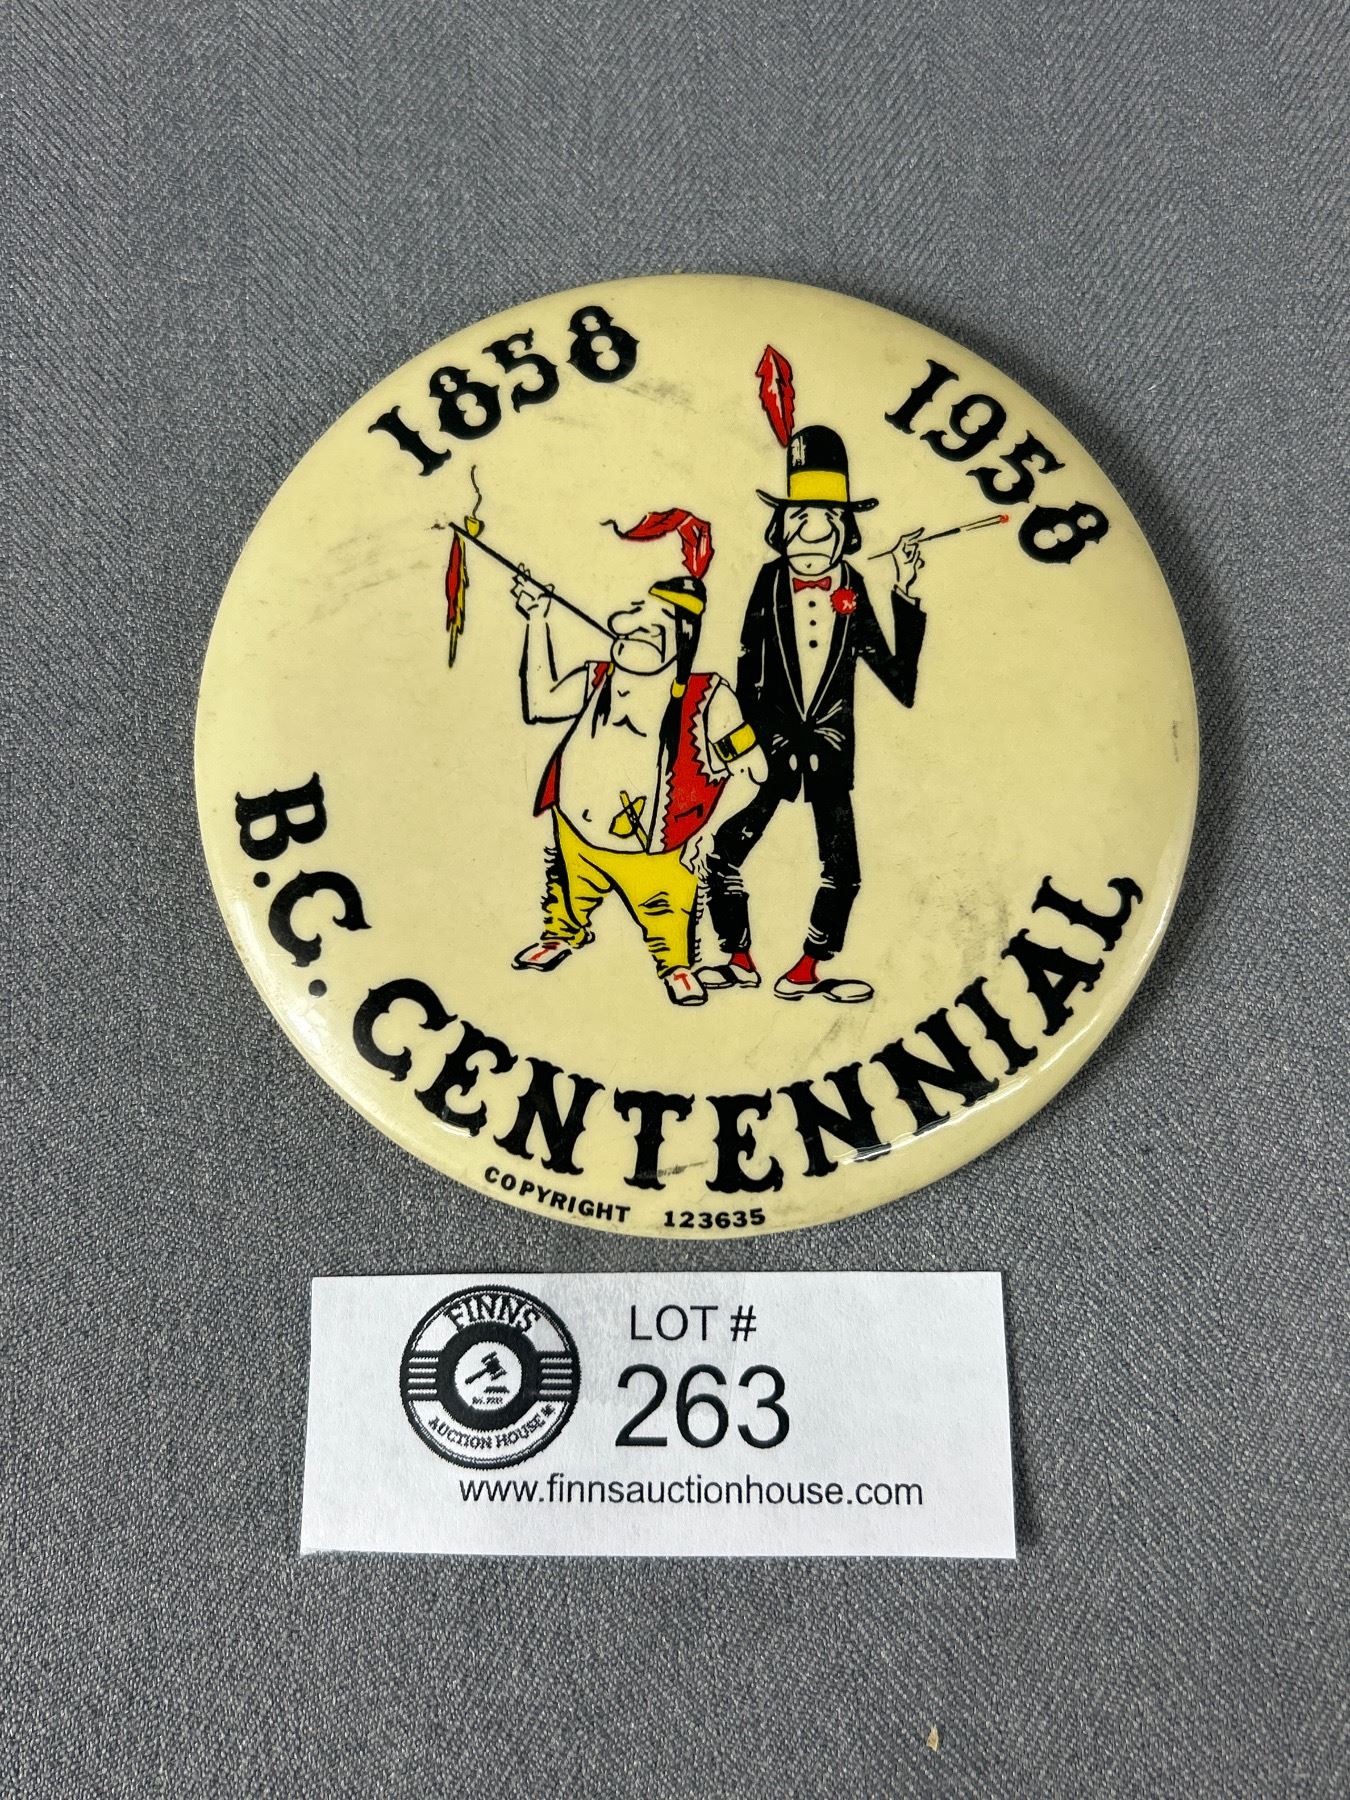 1858 1958
B.C. CENTENNIAL
COPYRIGHT 123635
FINNS
AUCTION HOUSE
LOT #
263
www.finnsauctionhouse.com